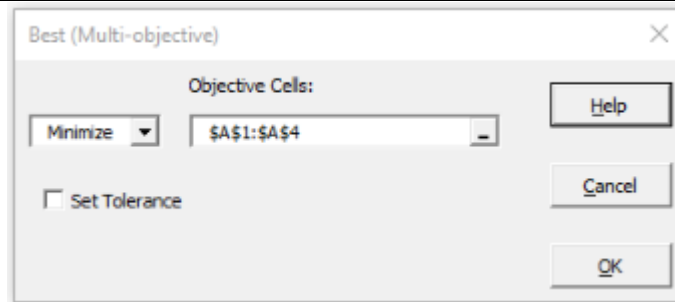 Best (Multi-objective)
Objective Cells:
Help
Minimize
$A$1:$A$4
Set Tolerance
Cancel
OK